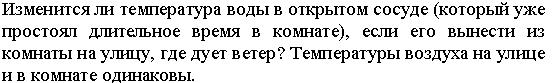 Изменится ли температура воды в открытом сосуде (который уже
простоял длительное время в комнате), если его вынести из
комнаты на улицу, где дует ветер? Температуры воздуха на улице
и в комнате одинаковы.